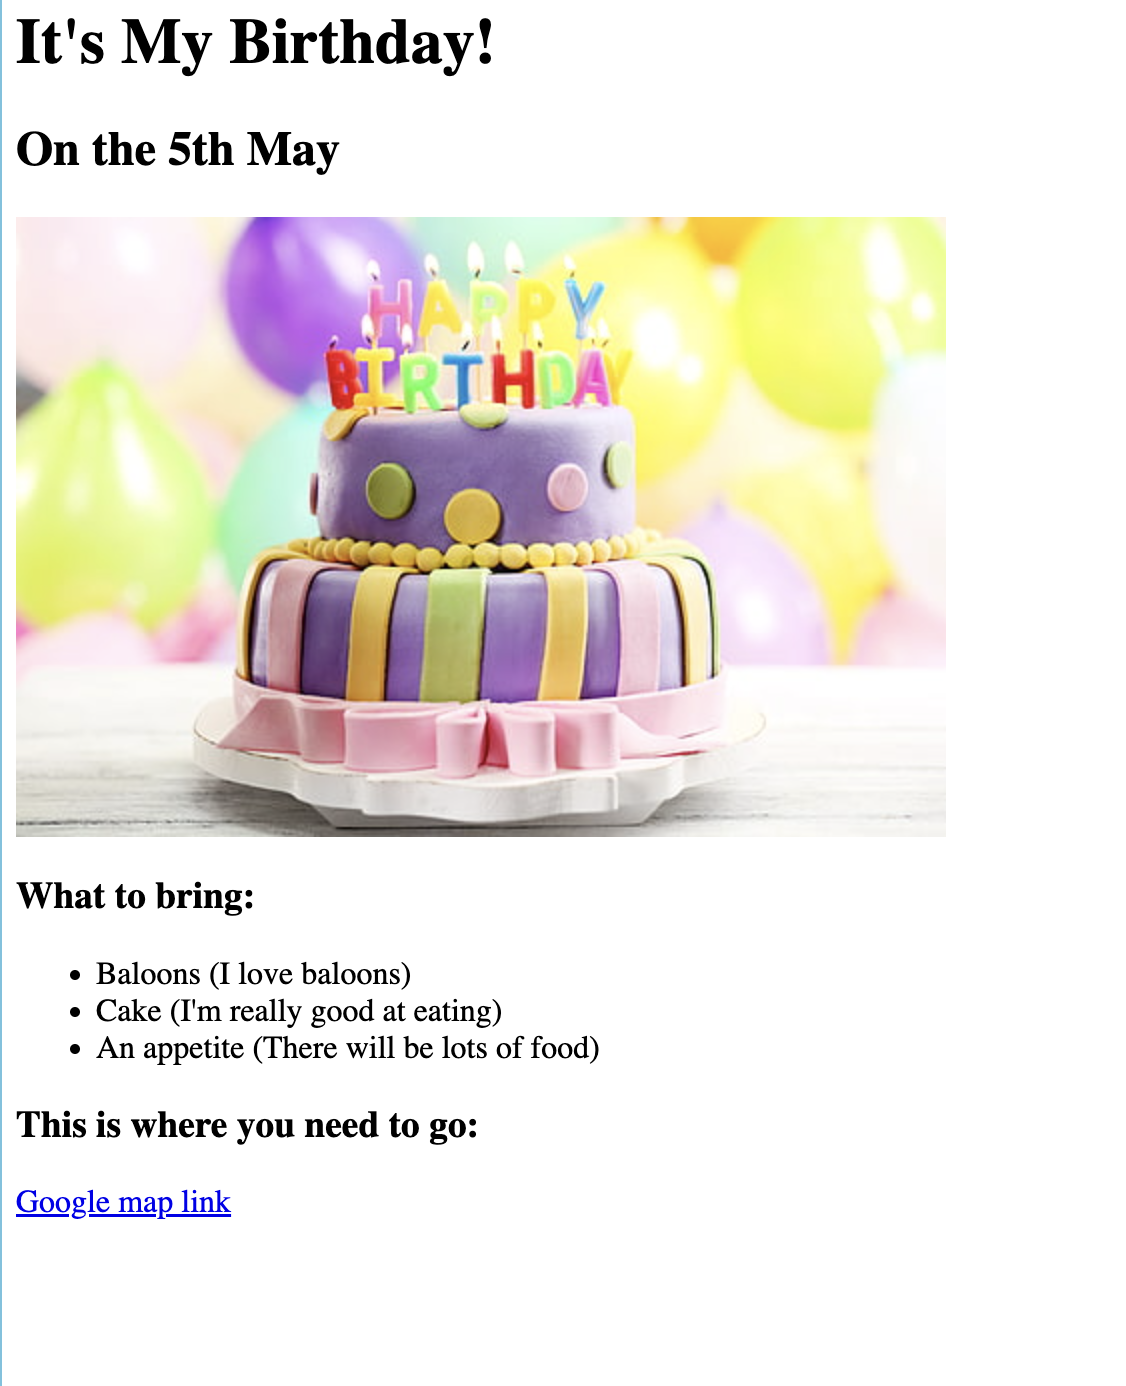 It's My Birthday!
On the 5th May
HAPPY
BIRTHDAY
What to bring:
Baloons (I love baloons)
Cake (I'm really good at eating)
An appetite (There will be lots of food)
This is where you need to go:
Google map link